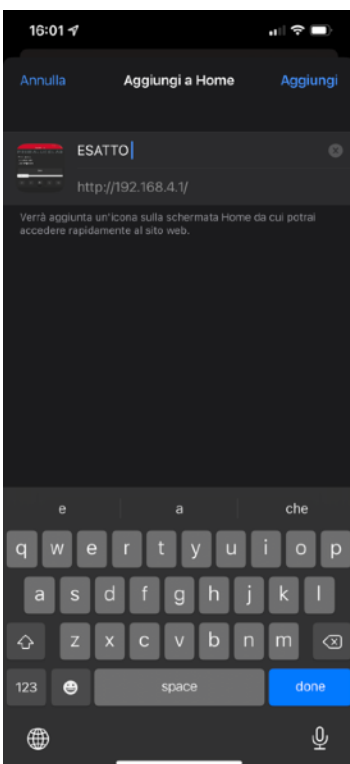 16:01
Annulla Aggiungi a Home Aggiungi
ESATTO
http://192.168.4.1/
Verrà aggiunta un'icona sulla schermata Home da cui potrai
accedere rapidamente al sito web.
e a che
q w e r t y u i o p
a s d f g h j k l
z x c v b n m
123 space done